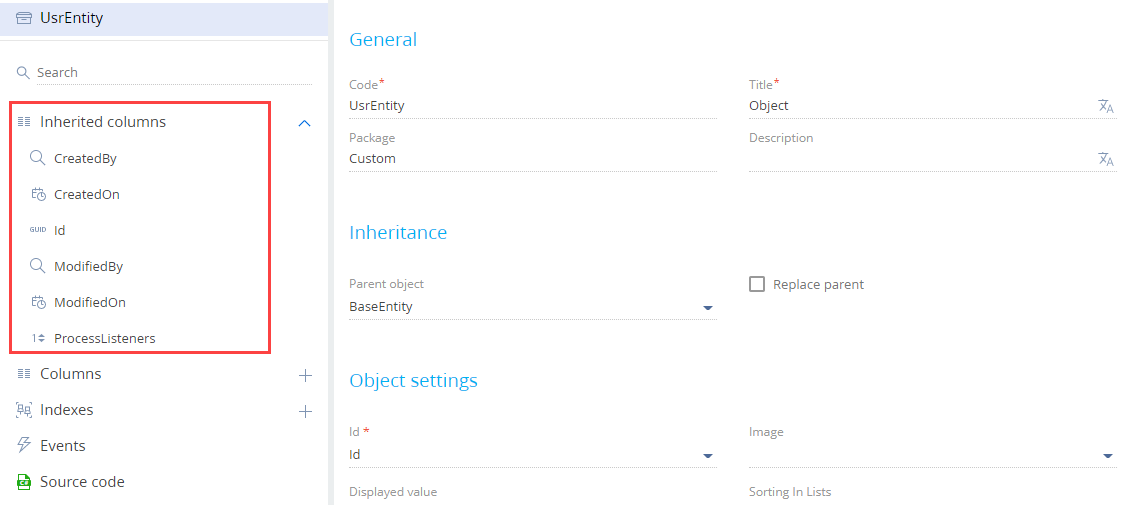 UsrEntity
Search
Inherited columns
CreatedBy
CreatedOn
GUID Id
ModifiedBy
ModifiedOn
1 ProcessListeners
Columns
Indexes
Events
C# Source code
General
Code* Title*
UsrEntity Object
Package Description
Custom
Inheritance
Parent object
BaseEntity Replace parent
Object settings
Id * Image
Id
Displayed value Sorting In Lists